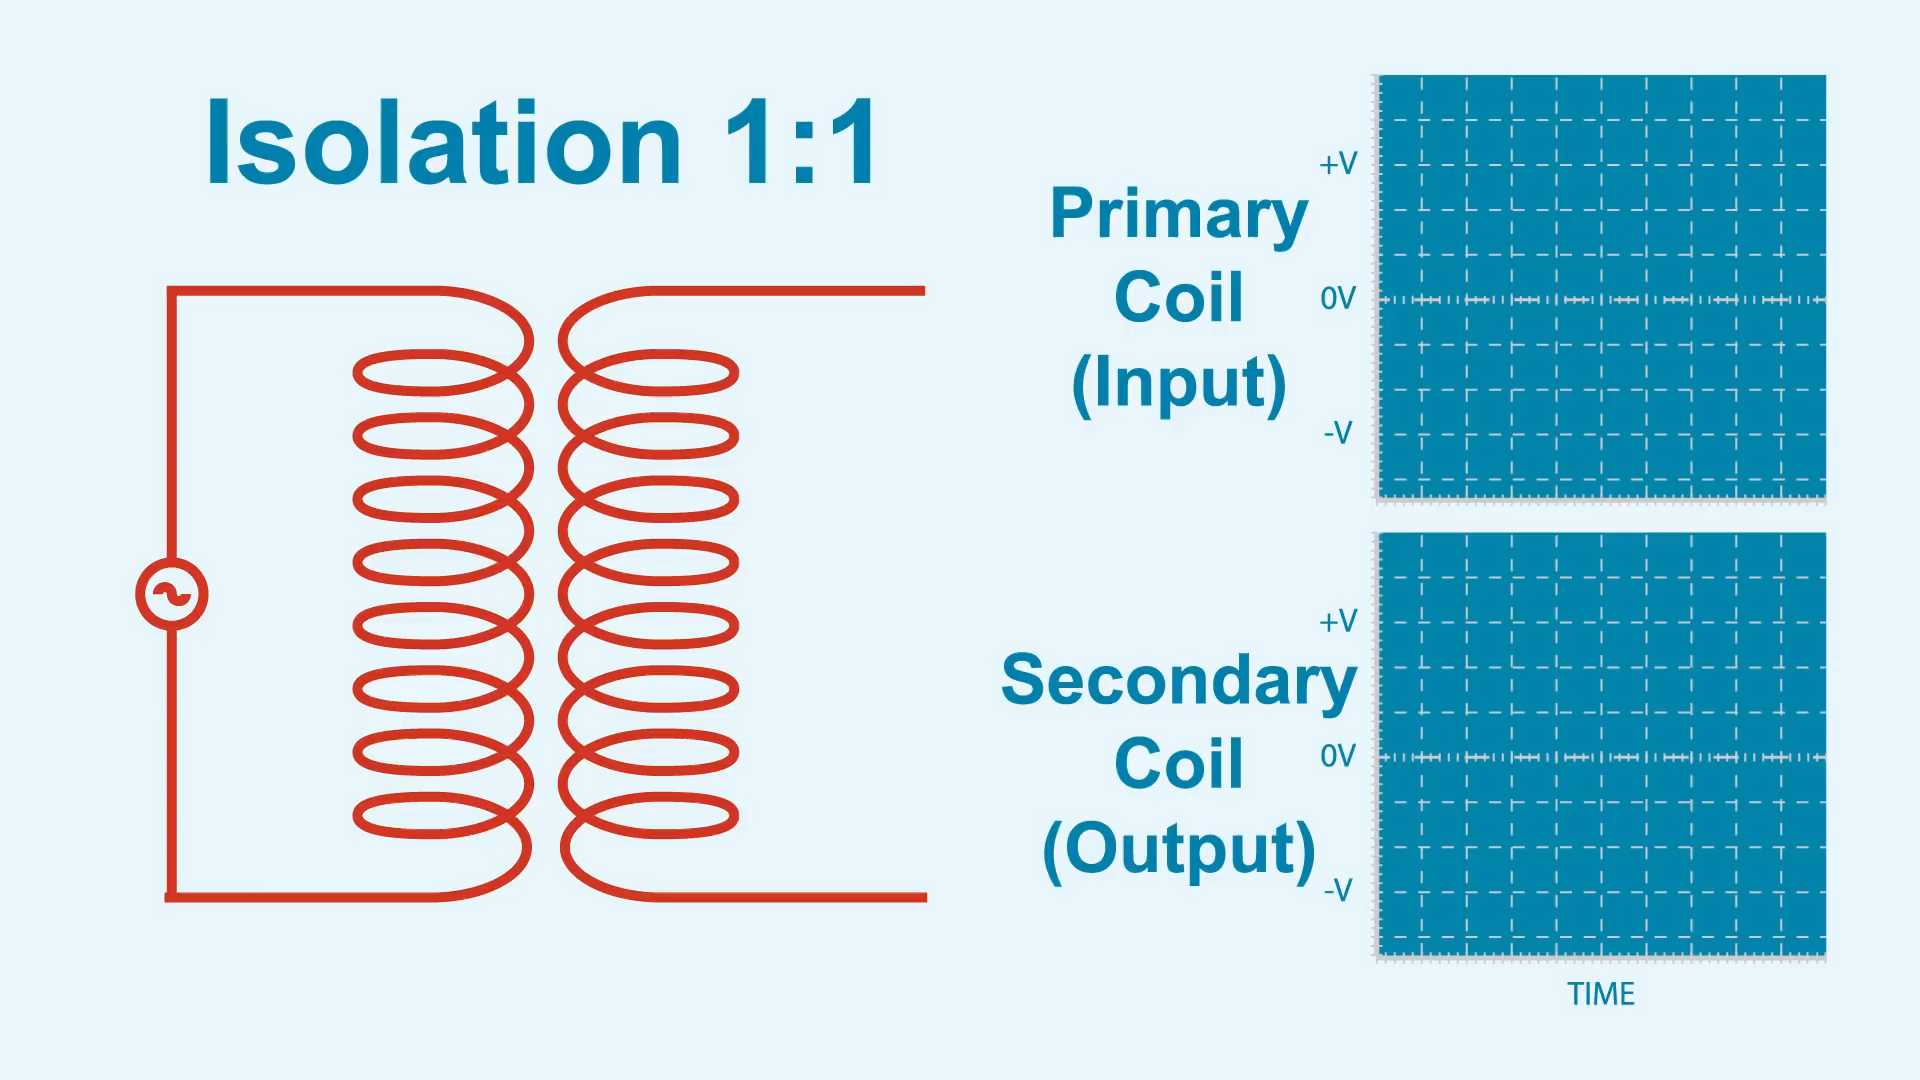 Isolation 1:1
Primary
Coil
(Input)
+V
0V
-V
Secondary
Coil
(Output)
+V
0V
-V
TIME